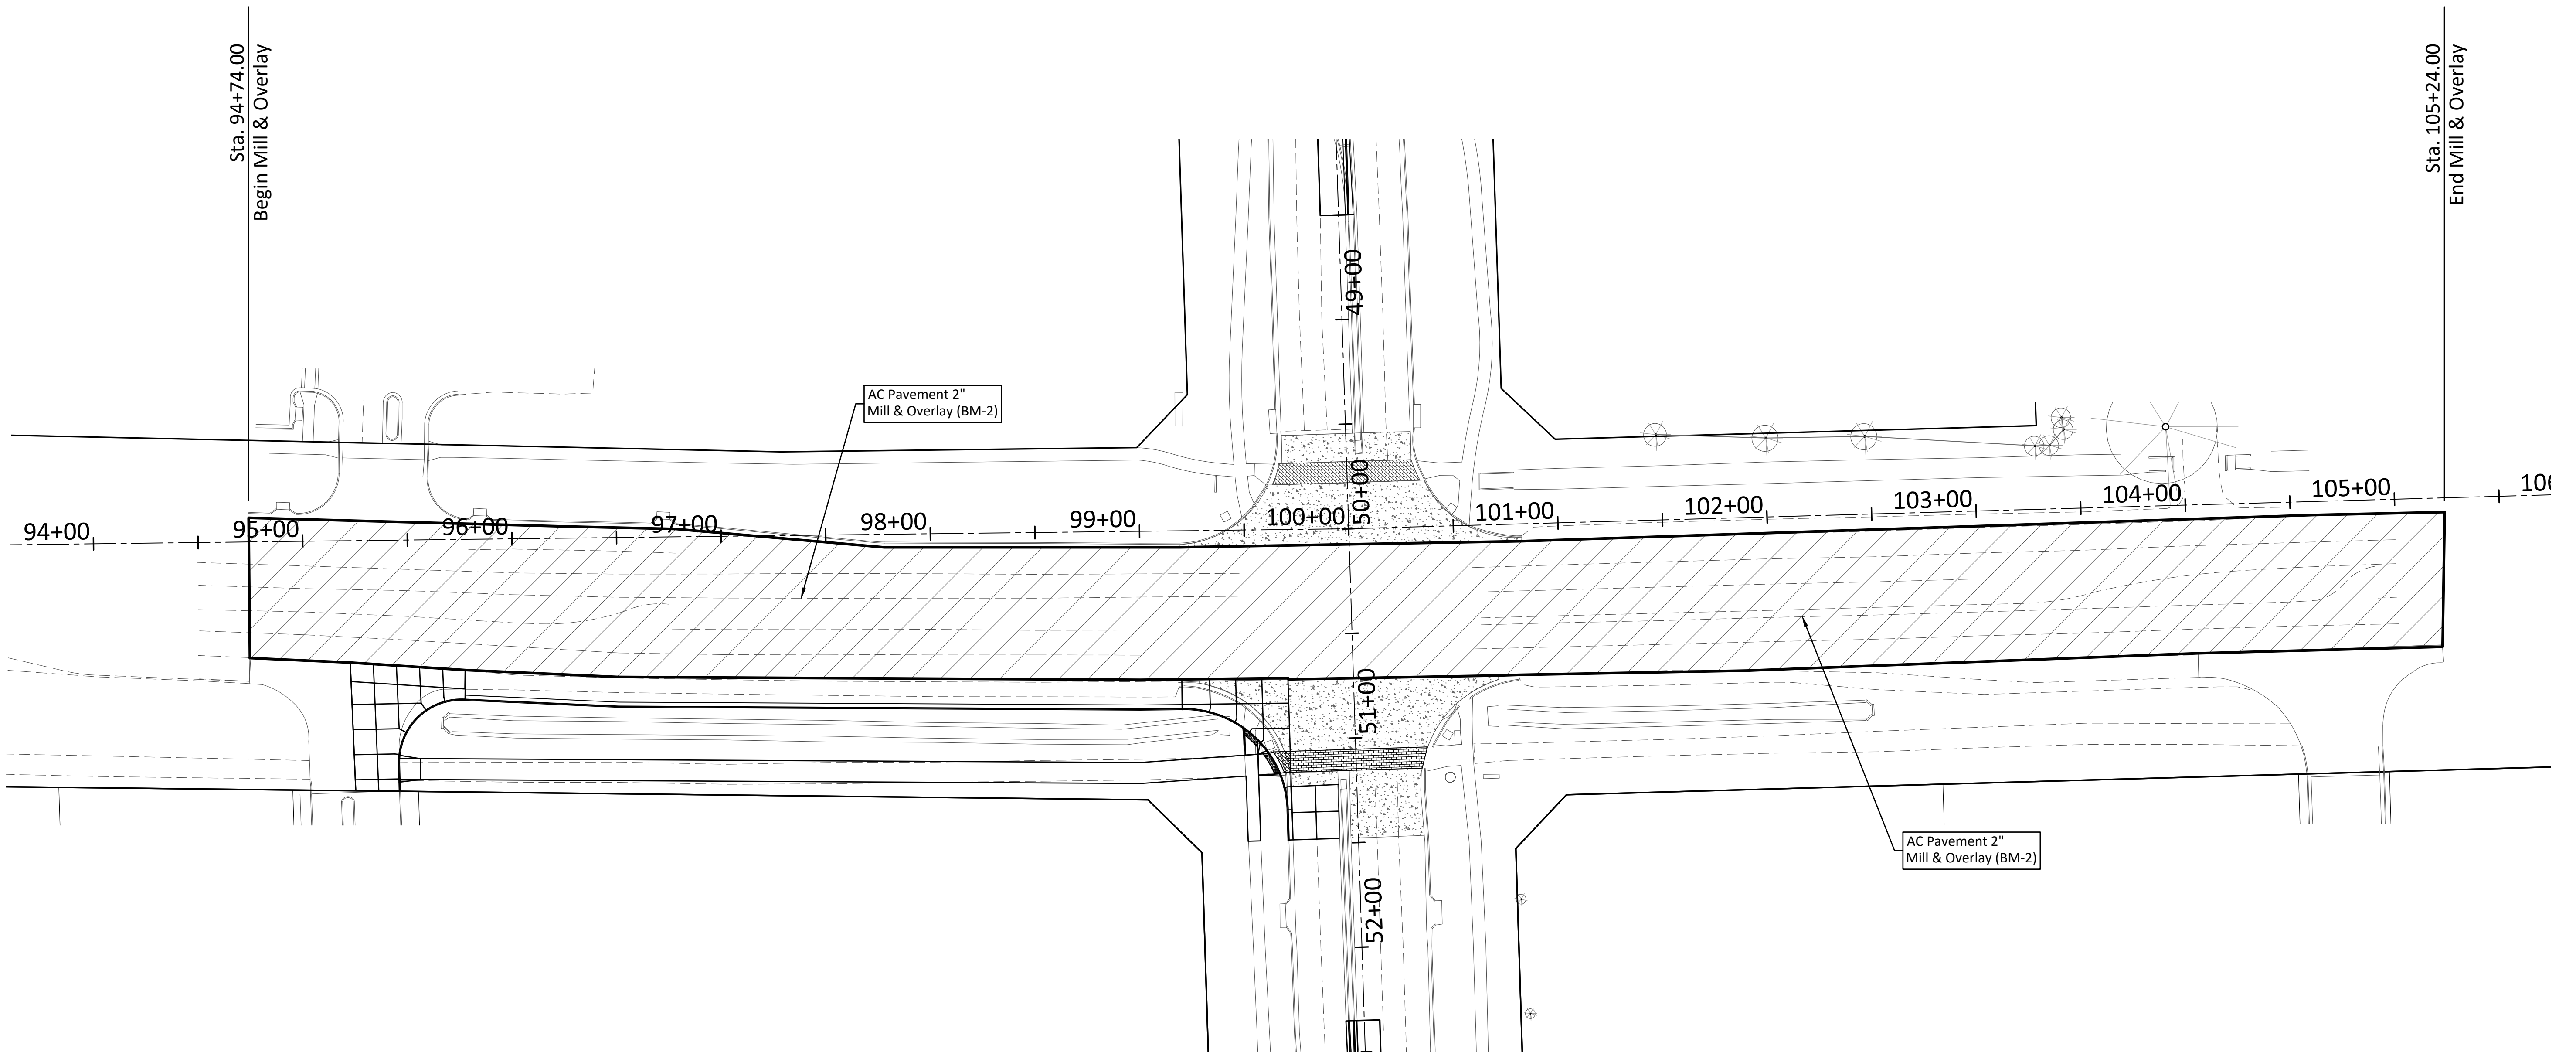 Sta. 94+74.00
Begin Mill & Overlay
Sta. 105+24.00
End Mill & Overlay
49+00
AC Pavement 2"
Mill & Overlay (BM-2)
50+00
94+00
95+00
96+00
97+00
98+00
99+00
100+00
101+00
102+00
103+00
104+00
105+00
51+00
AC Pavement 2"
Mill & Overlay (BM-2)
52+00